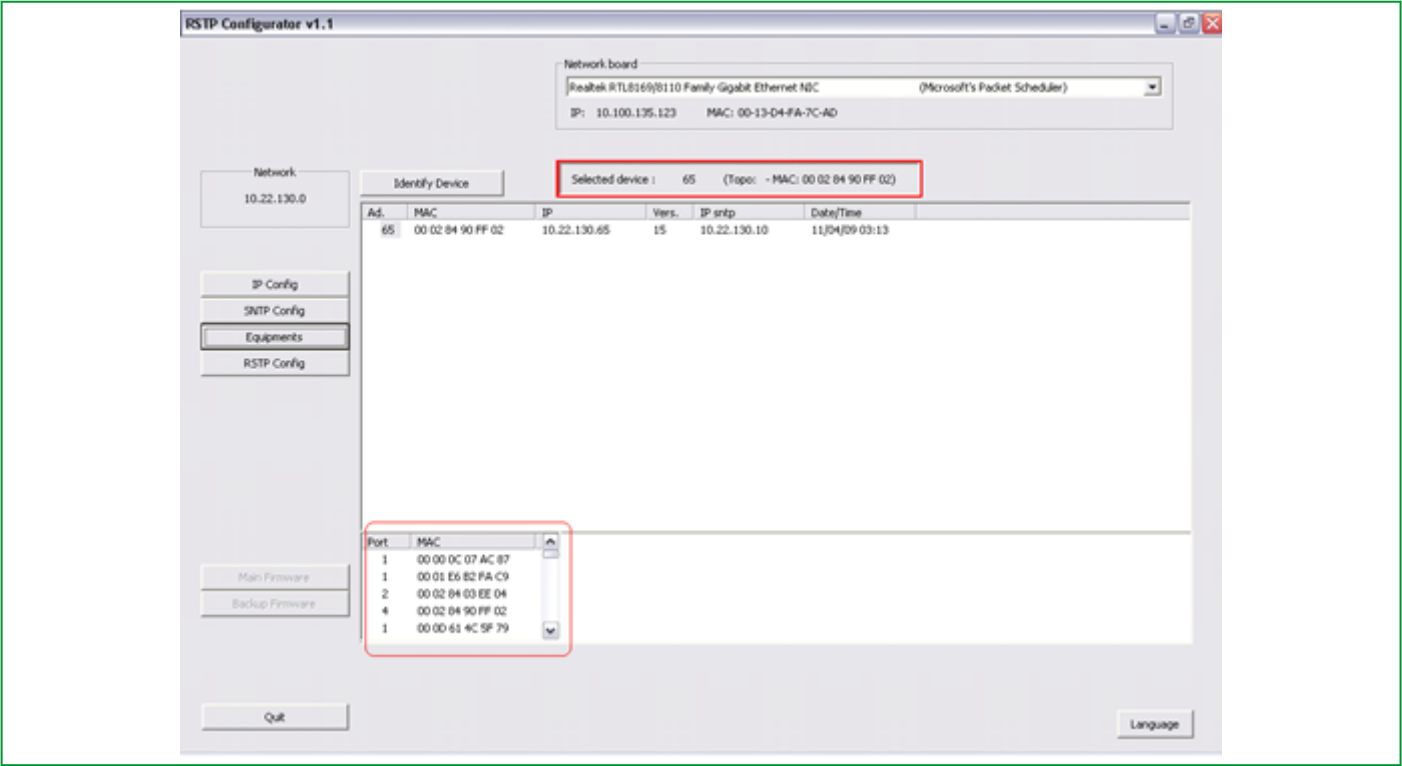 RSTP Configurator v1.1
Network board
Realtek RTL8169/8110 Family Gigabit Ethernet NIC (Microsoft's Packet Scheduler)
IP: 10.100.135.123 MAC: 00-13-D4-FA-7C-AD
Network
10.22.130.0
Identify Device
Selected device : 65 (Topo: - MAC: 00 02 84 90 FF 02)
Ad. MAC IP Vers. IP sntp Date/Time
65 00 02 84 90 FF 02 10.22.130.65 15 10.22.130.10 11/04/09 03:13
IP Config
SNTP Config
Equipments
RSTP Config
Port MAC
1 00 00 0C 07 AC 87
1 00 01 E6 82 FA C9
2 00 02 84 03 EE 04
4 00 02 84 90 FF 02
1 00 0D 61 4C 5F 79
Main Firmware
Backup Firmware
Quit
Language